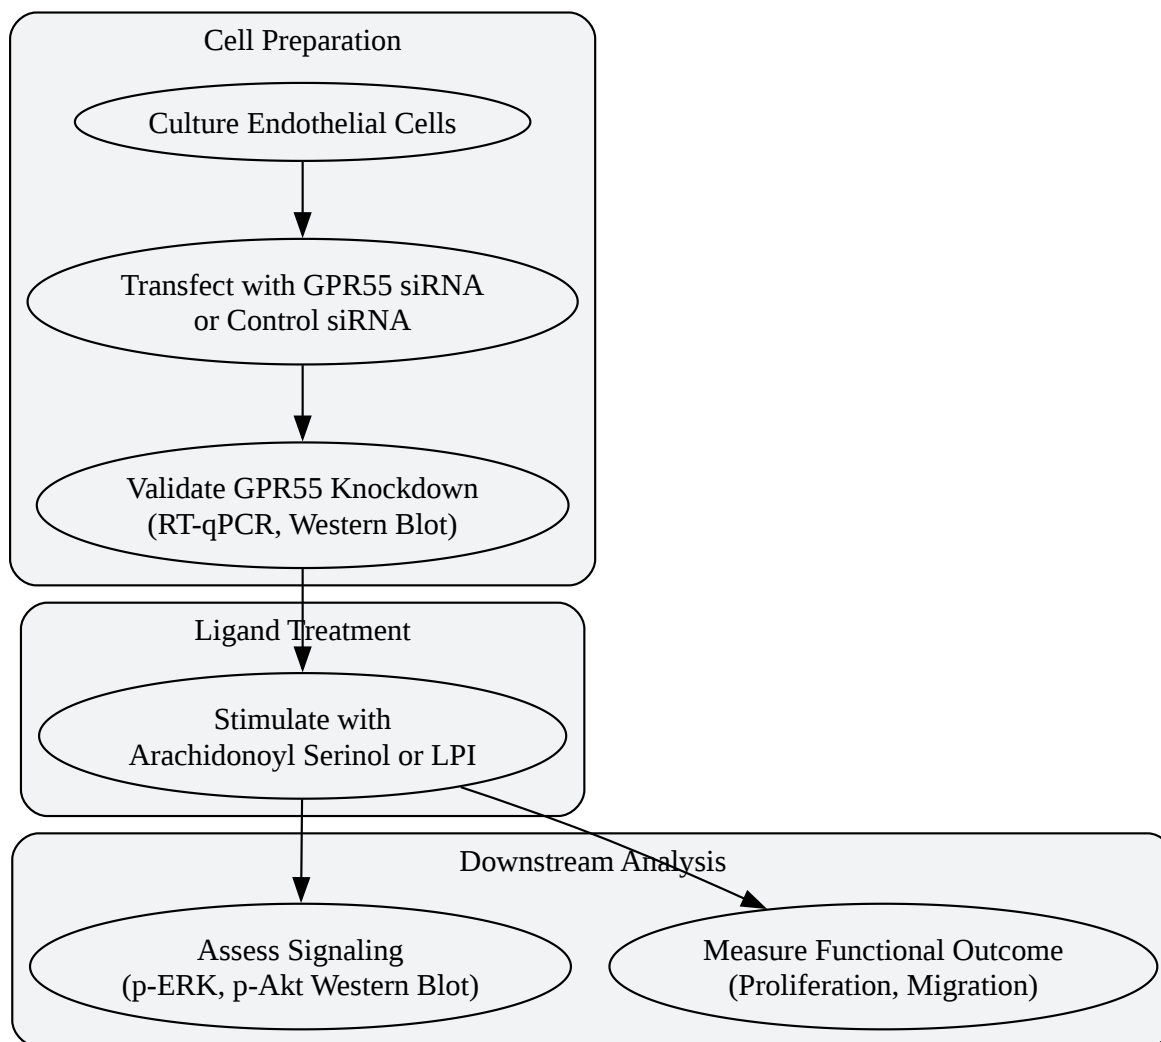 Cell Preparation
Culture Endothelial Cells
Transfect with GPR55 siRNA
or Control siRNA
Validate GPR55 Knockdown
(RT-qPCR, Western Blot)
Ligand Treatment
Stimulate with
Arachidonoyl Serinol or LPI
Downstream Analysis
Assess Signaling
(p-ERK, p-Akt Western Blot)
Measure Functional Outcome
(Proliferation, Migration)